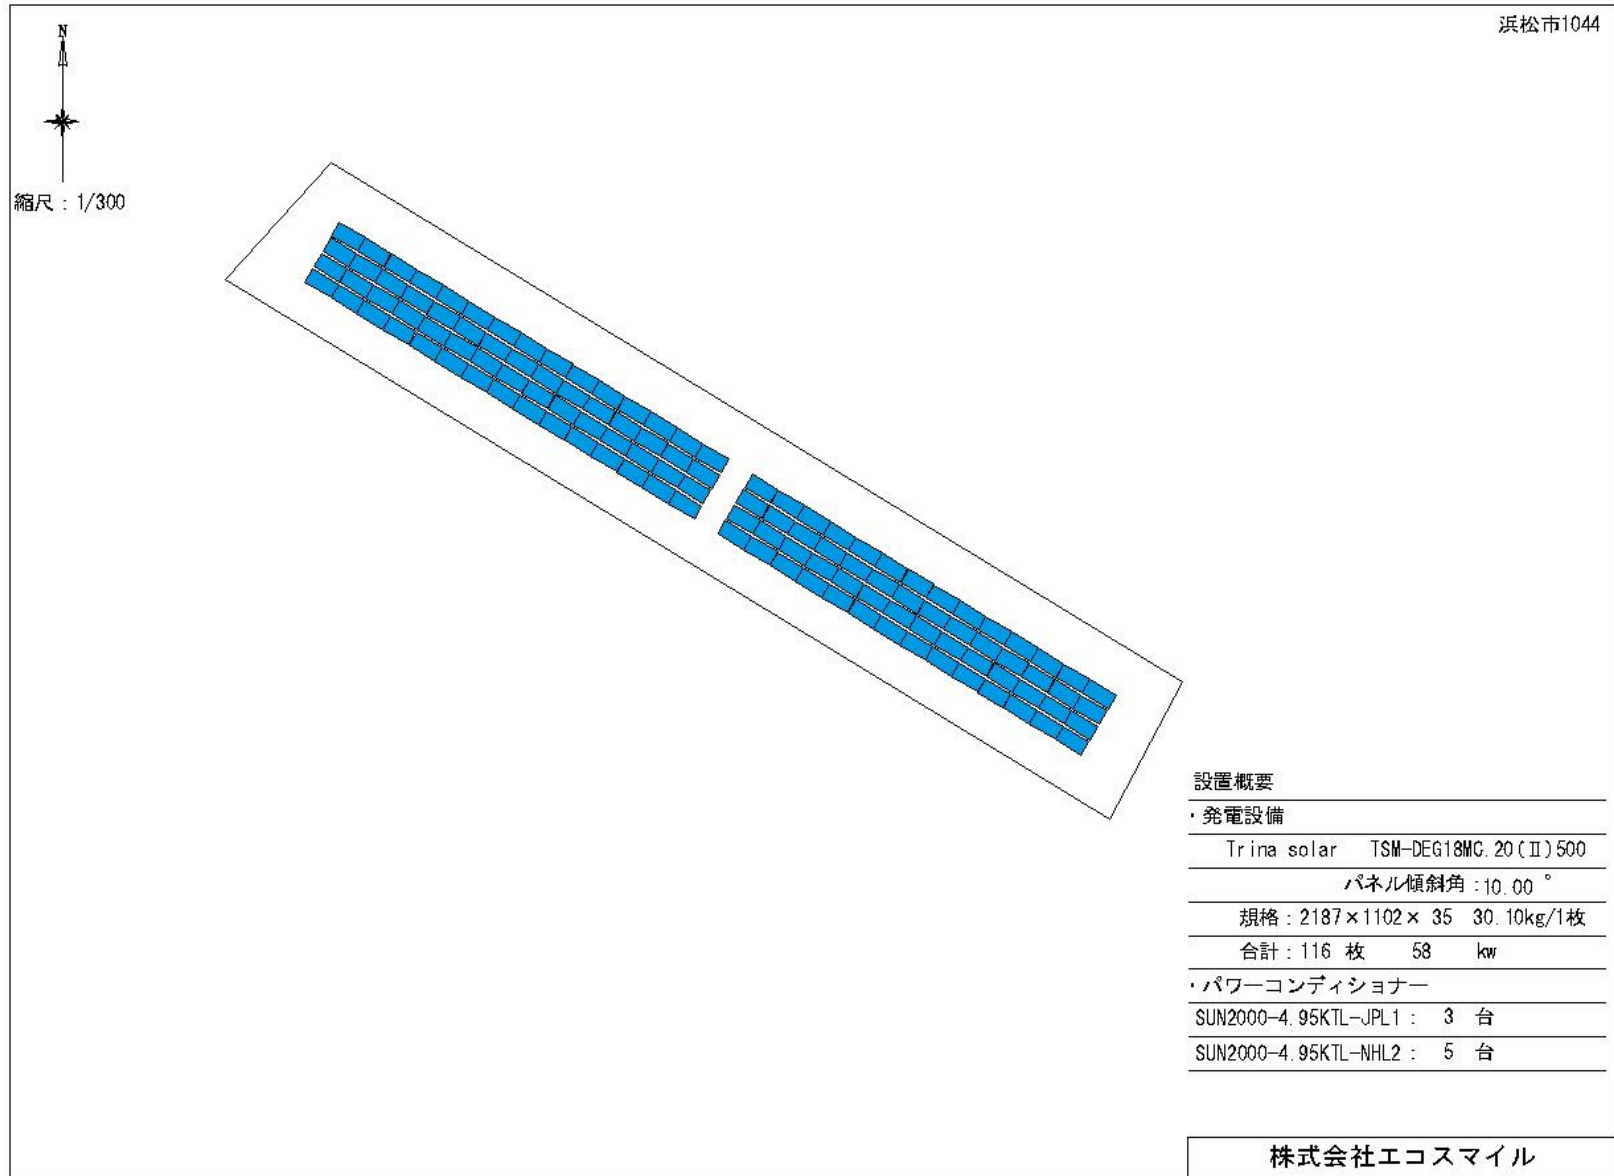 浜松市1044
N
縮尺：1/300
設置概要
・発電設備
Trina solar TSM-DEG18MC.20(Ⅱ)500
パネル傾斜角：10.00°
規格：2187×1102× 35 30.10kg/1枚
合計：116 枚 58 kw
・パワーコンディショナー
SUN2000-4.95KTL-JPL1： 3 台
SUN2000-4.95KTL-NHL2： 5 台
株式会社エコスマイル